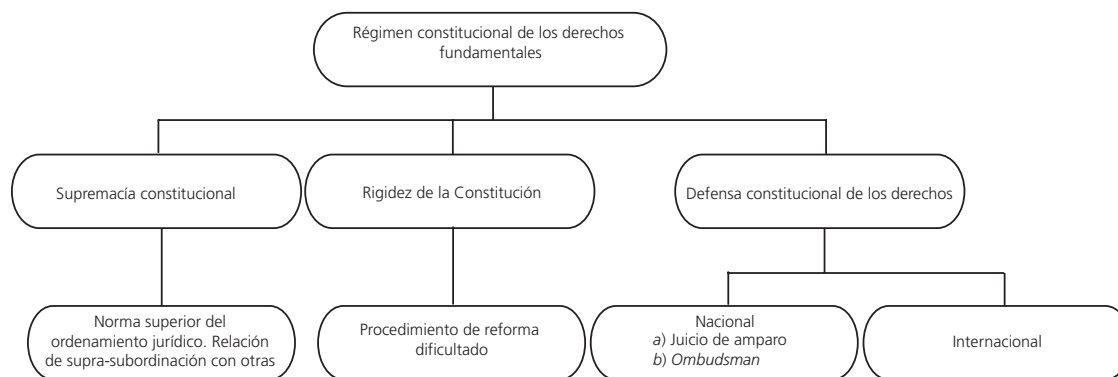 Régimen constitucional de los derechos
fundamentales
Supremacía constitucional
Rigidez de la Constitución
Defensa constitucional de los derechos
Norma superior del
ordenamiento jurídico. Relación
de supra-subordinación con otras
Procedimiento de reforma
dificultado
Nacional
a) Juicio de amparo
b) Ombudsman
Internacional